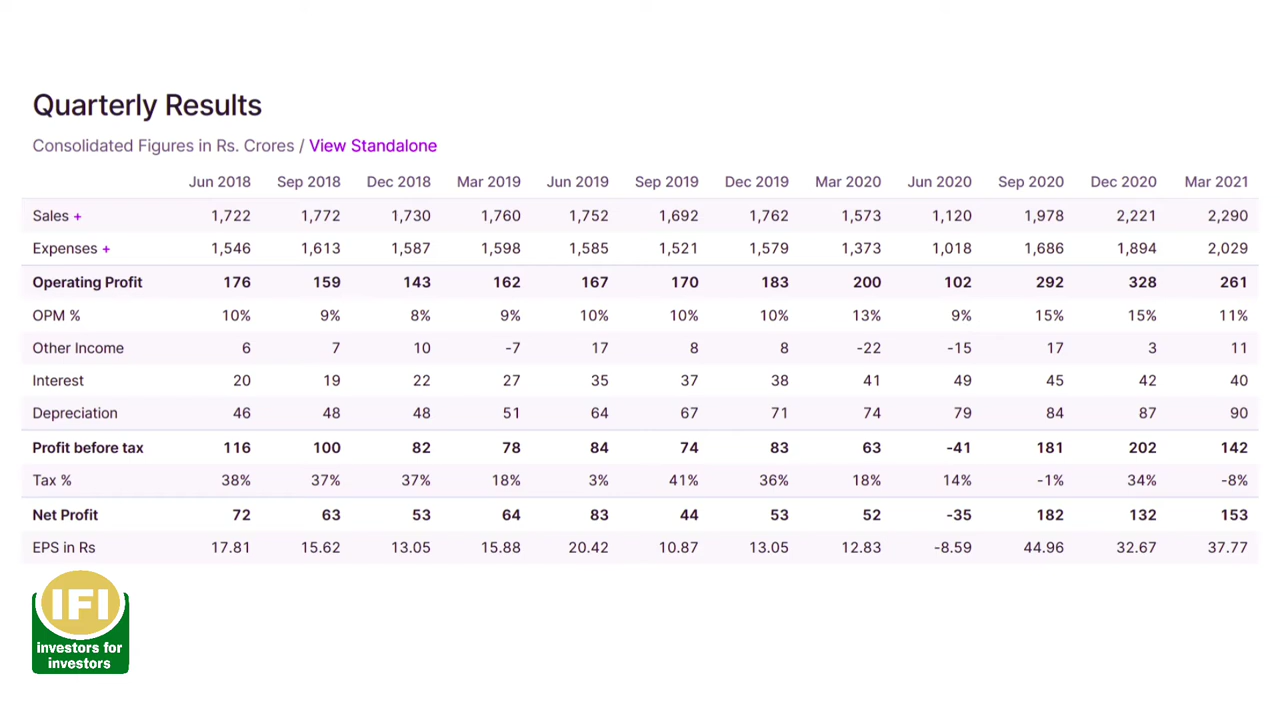 Quarterly Results
Consolidated Figures in Rs. Crores / View Standalone
Jun 2018 Sep 2018 Dec 2018 Mar 2019 Jun 2019 Sep 2019 Dec 2019 Mar 2020 Jun 2020 Sep 2020 Dec 2020 Mar 2021
Sales + 1,722 1,772 1,730 1,760 1,752 1,692 1,762 1,573 1,120 1,978 2,221 2,290
Expenses + 1,546 1,613 1,587 1,598 1,585 1,521 1,579 1,373 1,018 1,686 1,894 2,029
Operating Profit 176 159 143 162 167 170 183 200 102 292 328 261
OPM % 10% 9% 8% 9% 10% 10% 10% 13% 9% 15% 15% 11%
Other Income 6 7 10 -7 17 8 8 -22 -15 17 3 11
Interest 20 19 22 27 35 37 38 41 49 45 42 40
Depreciation 46 48 48 51 64 67 71 74 79 84 87 90
Profit before tax 116 100 82 78 84 74 83 63 -41 181 202 142
Tax % 38% 37% 37% 18% 3% 41% 36% 18% 14% -1% 34% -8%
Net Profit 72 63 53 64 83 44 53 52 -35 182 132 153
EPS in Rs 17.81 15.62 13.05 15.88 20.42 10.87 13.05 12.83 -8.59 44.96 32.67 37.77
IFI
investors for
investors